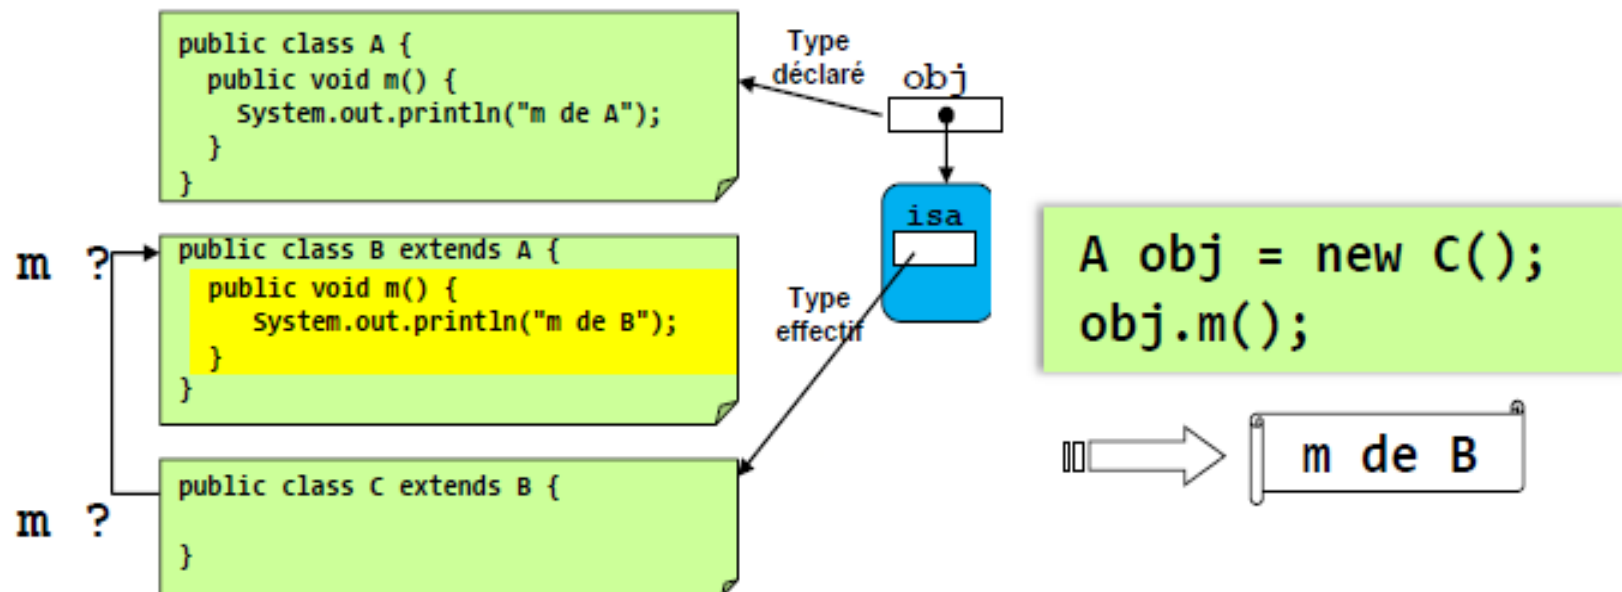 public class A {
public void m() {
System.out.println("m de A");
}
}
Type
déclaré
obj
m ?
public class B extends A {
public void m() {
System.out.println("m de B");
}
}
isa
Type
effectif
A obj = new C();
obj.m();
m de B
m ?
public class C extends B {
}